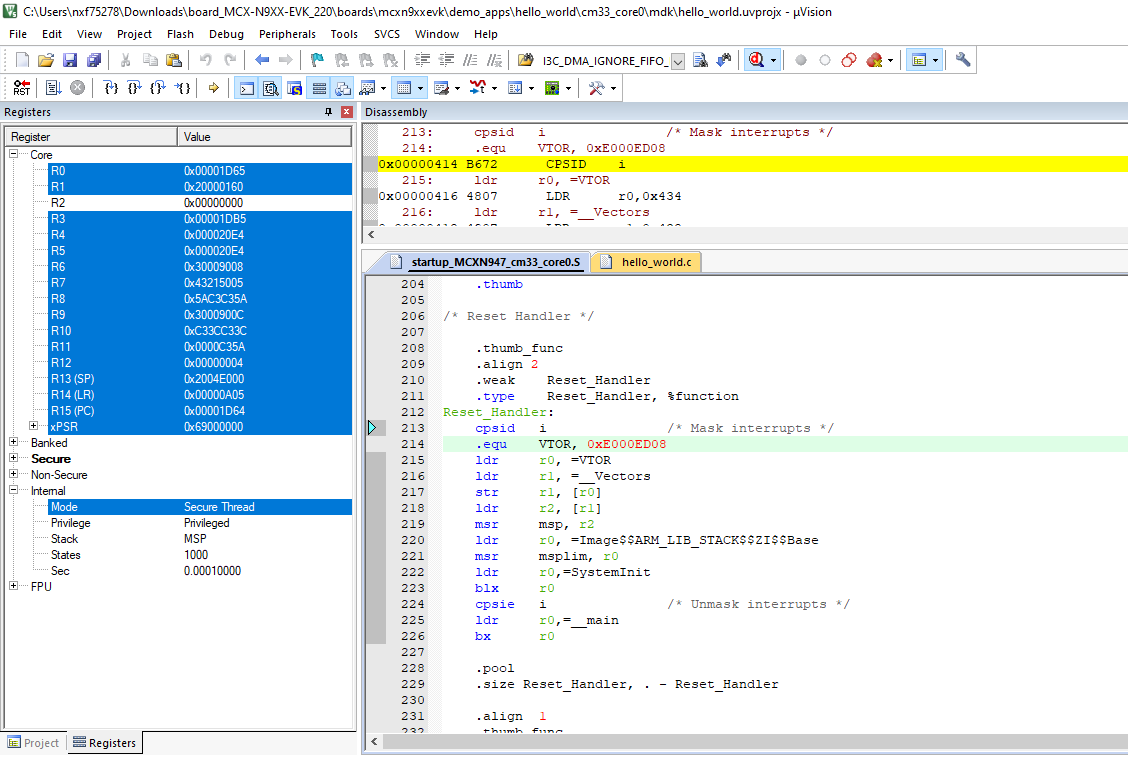 C:\Users\nxf75278\Downloads\board_MCX-N9XX-EVK_220\boards\mcxn9xxevk\demo_apps\hello_world\cm33_core0\mdk\hello_world.uvprojx - µVision
File Edit View Project Flash Debug Peripherals Tools SVCS Window Help
I3C_DMA_IGNORE_FIFO_
RST
Registers
Register Value
Core
R0 0x00001D65
R1 0x20000160
R2 0x00000000
R3 0x00001DB5
R4 0x000020E4
R5 0x000020E4
R6 0x30009008
R7 0x43215005
R8 0x5AC3C35A
R9 0x3000900C
R10 0xC33CC33C
R11 0x0000C35A
R12 0x00000004
R13 (SP) 0x2004E000
R14 (LR) 0x00000A05
R15 (PC) 0x00001D64
xPSR 0x69000000
Banked
Secure
Non-Secure
Internal
Mode Secure Thread
Privilege Privileged
Stack MSP
States 1000
Sec 0.00010000
FPU
Project Registers
Disassembly
213: cpsid i /* Mask interrupts */
214: .equ VTOR, 0xE000ED08
0x00000414 B672 CPSID i
215: ldr r0, =VTOR
0x00000416 4807 LDR r0,0x434
216: ldr r1, =__Vectors
startup_MCXN947_cm33_core0.S hello_world.c
204 .thumb
205
206 /* Reset Handler */
207
208 .thumb_func
209 .align 2
210 .weak Reset_Handler
211 .type Reset_Handler, %function
212 Reset_Handler:
213 cpsid i /* Mask interrupts */
214 .equ VTOR, 0xE000ED08
215 ldr r0, =VTOR
216 ldr r1, =__Vectors
217 str r1, [r0]
218 ldr r2, [r1]
219 msr msp, r2
220 ldr r0, =Image$$ARM_LIB_STACK$$ZI$$Base
221 msr msplim, r0
222 ldr r0,=SystemInit
223 blx r0
224 cpsie i /* Unmask interrupts */
225 ldr r0,=__main
226 bx r0
227
228 .pool
229 .size Reset_Handler, . - Reset_Handler
230
231 .align 1
232 .thumb_func